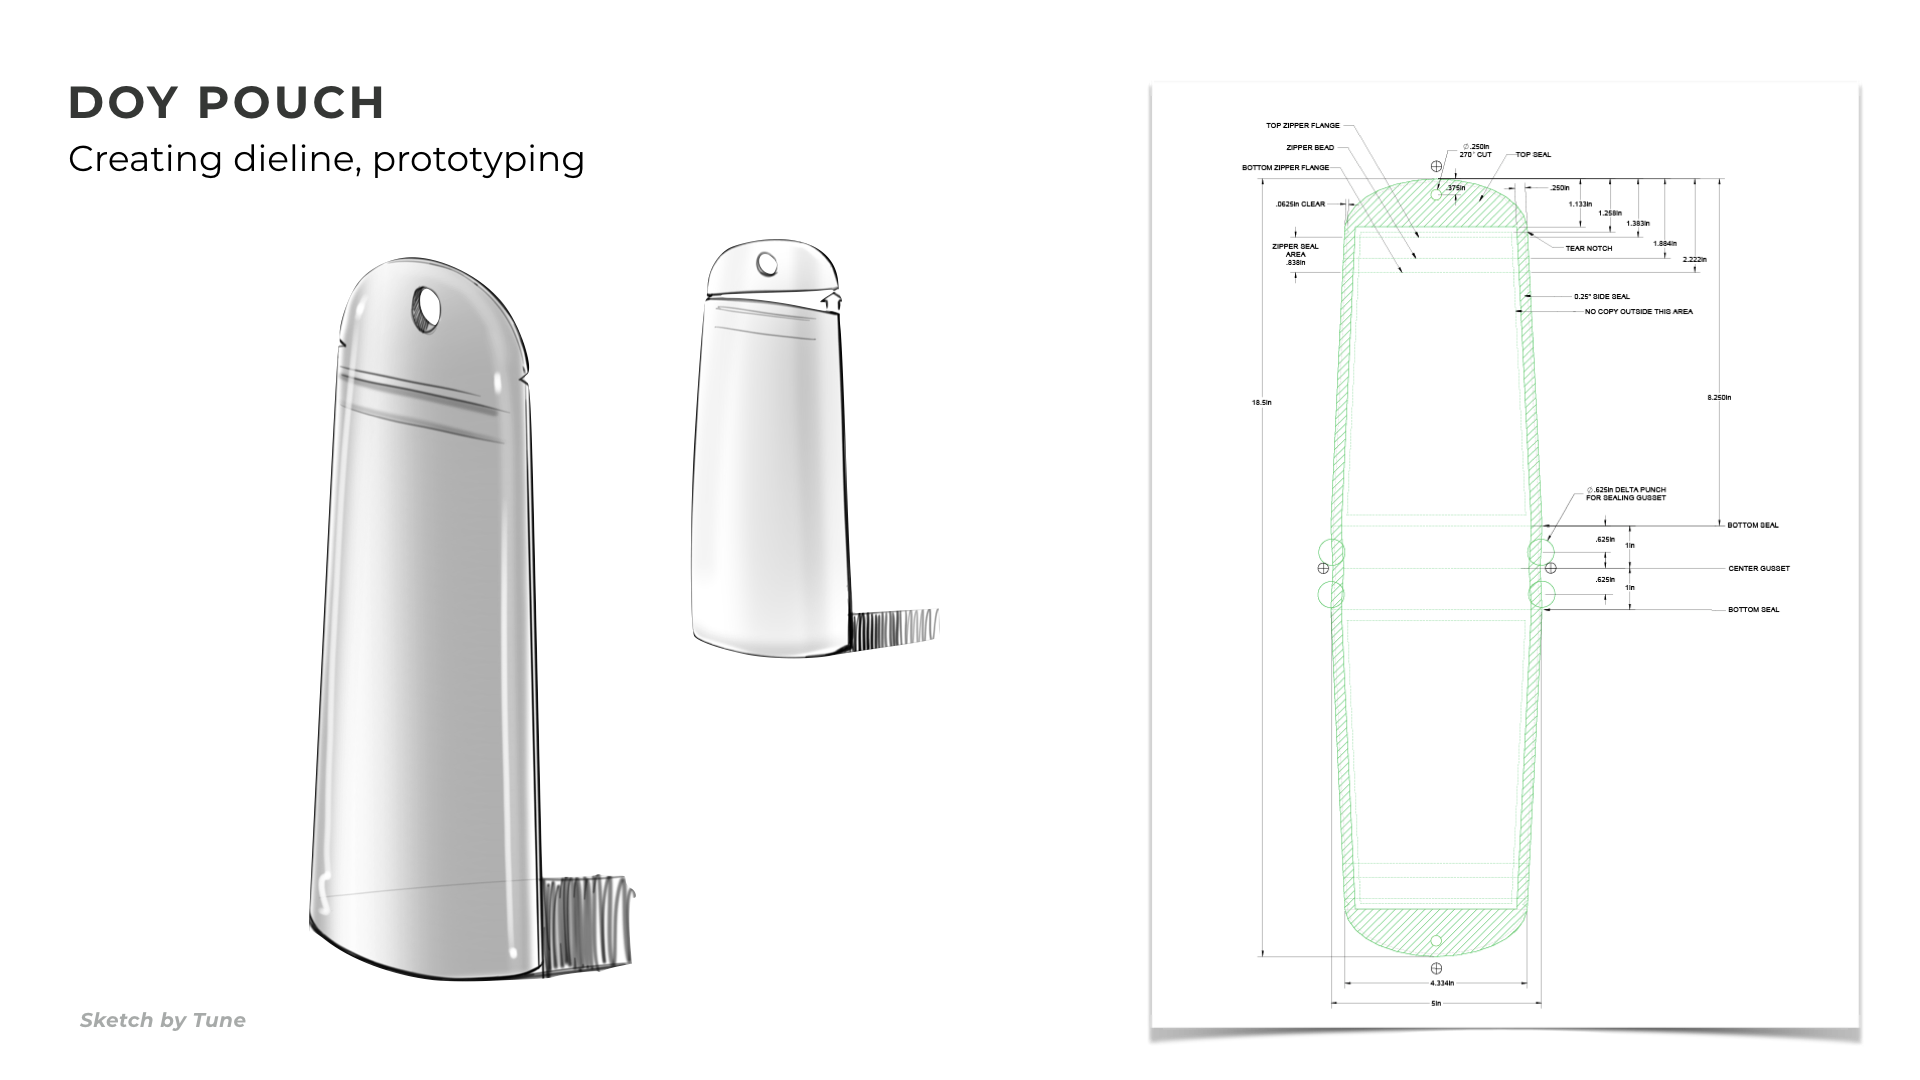 DOY POUCH
Creating dieline, prototyping
TOP ZIPPER FLANGE
ZIPPER BEAD
BOTTOM ZIPPER FLANGE
∅.250in
270° CUT
TOP SEAL
.375in
.250in
.0625in CLEAR
1.133in
1.258in
1.383in
1.884in
2.222in
ZIPPER SEAL
AREA
.838in
TEAR NOTCH
0.25" SIDE SEAL
NO COPY OUTSIDE THIS AREA
18.5in
8.250in
∅.625in DELTA PUNCH
FOR SEALING GUSSET
BOTTOM SEAL
.625in
1in
CENTER GUSSET
.625in
1in
BOTTOM SEAL
4.334in
5in
Sketch by Tune